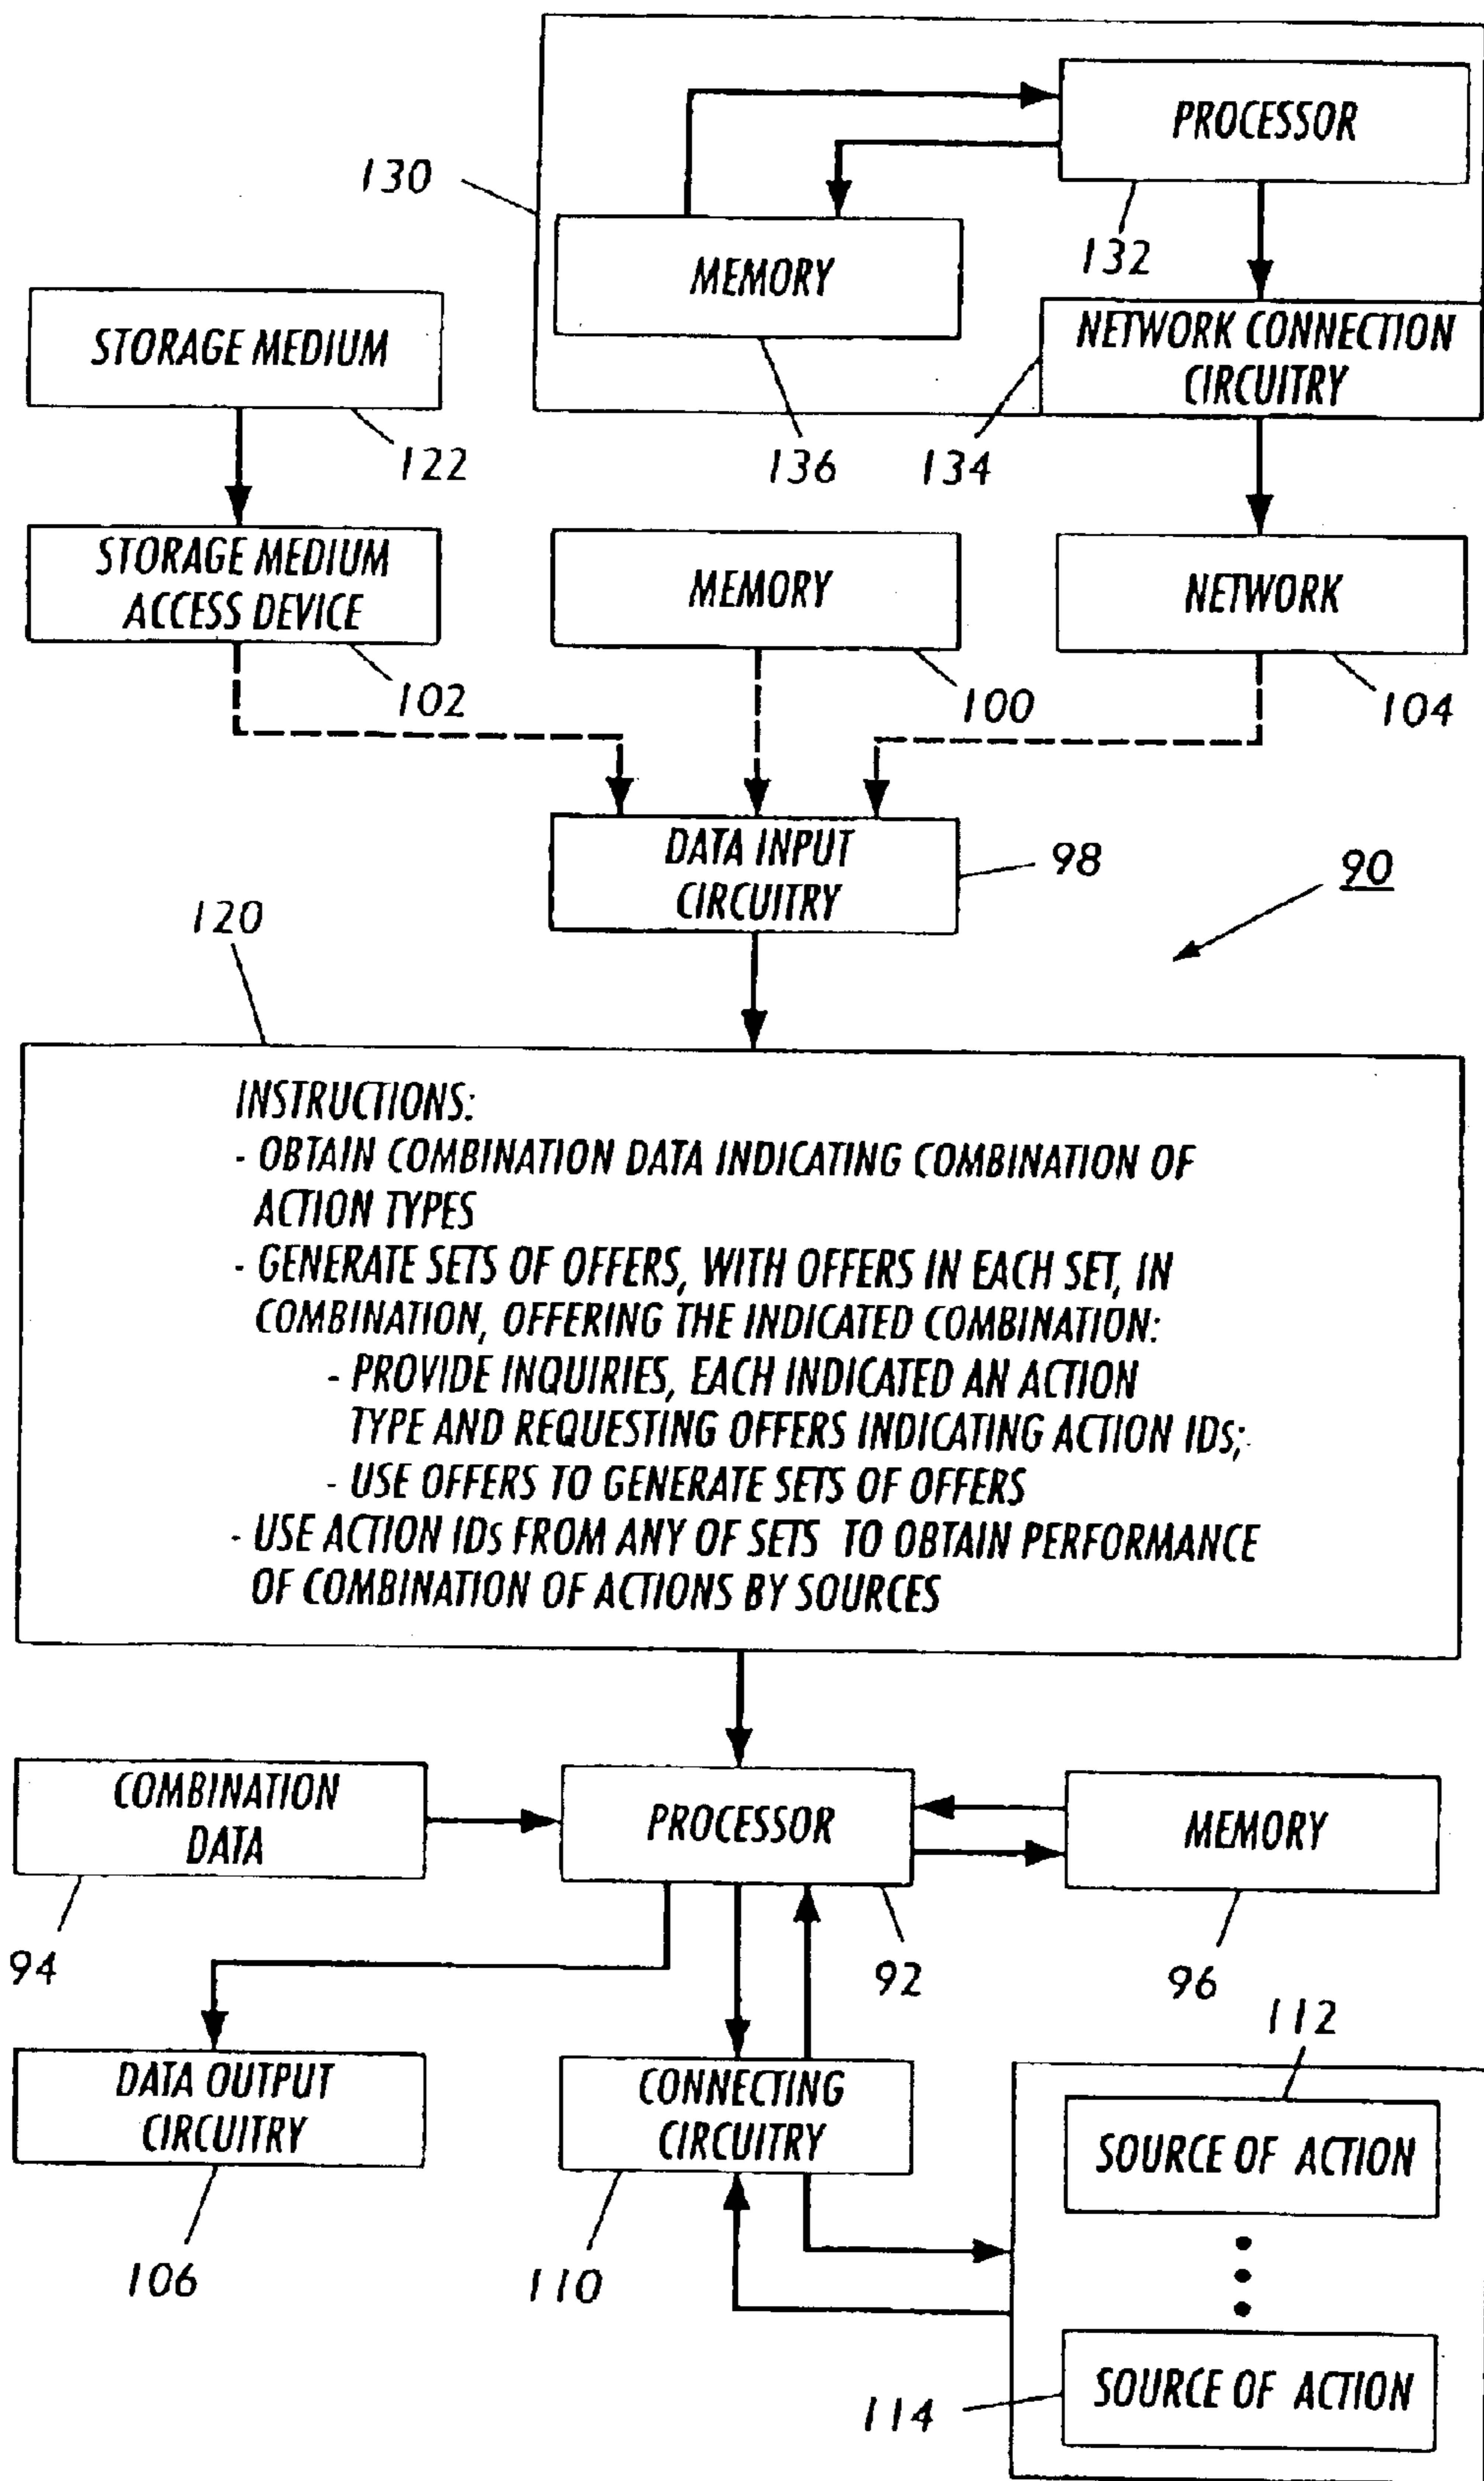 PROCESSOR
130
132
MEMORY
STORAGE MEDIUM
NETWORK CONNECTION
CIRCUITRY
122
136
134
STORAGE MEDIUM
ACCESS DEVICE
MEMORY
NETWORK
102
100
104
DATA INPUT
CIRCUITRY
98
90
120
INSTRUCTIONS:
- OBTAIN COMBINATION DATA INDICATING COMBINATION OF
ACTION TYPES
- GENERATE SETS OF OFFERS, WITH OFFERS IN EACH SET, IN
COMBINATION, OFFERING THE INDICATED COMBINATION:
- PROVIDE INQUIRIES, EACH INDICATED AN ACTION
TYPE AND REQUESTING OFFERS INDICATING ACTION IDs;
- USE OFFERS TO GENERATE SETS OF OFFERS
- USE ACTION IDs FROM ANY OF SETS TO OBTAIN PERFORMANCE
OF COMBINATION OF ACTIONS BY SOURCES
COMBINATION
DATA
PROCESSOR
MEMORY
94
92
96
112
DATA OUTPUT
CIRCUITRY
CONNECTING
CIRCUITRY
SOURCE OF ACTION
106
110
SOURCE OF ACTION
114